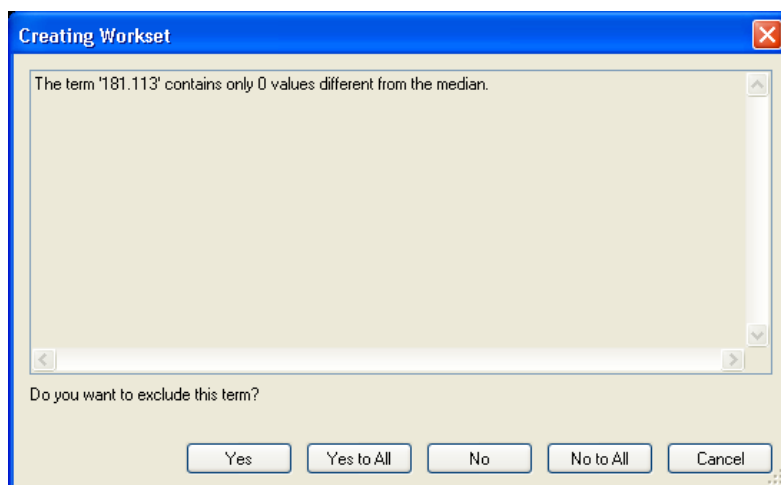 Creating Workset
The term '181.113' contains only 0 values different from the median.
Do you want to exclude this term?
Yes
Yes to All
No
No to All
Cancel